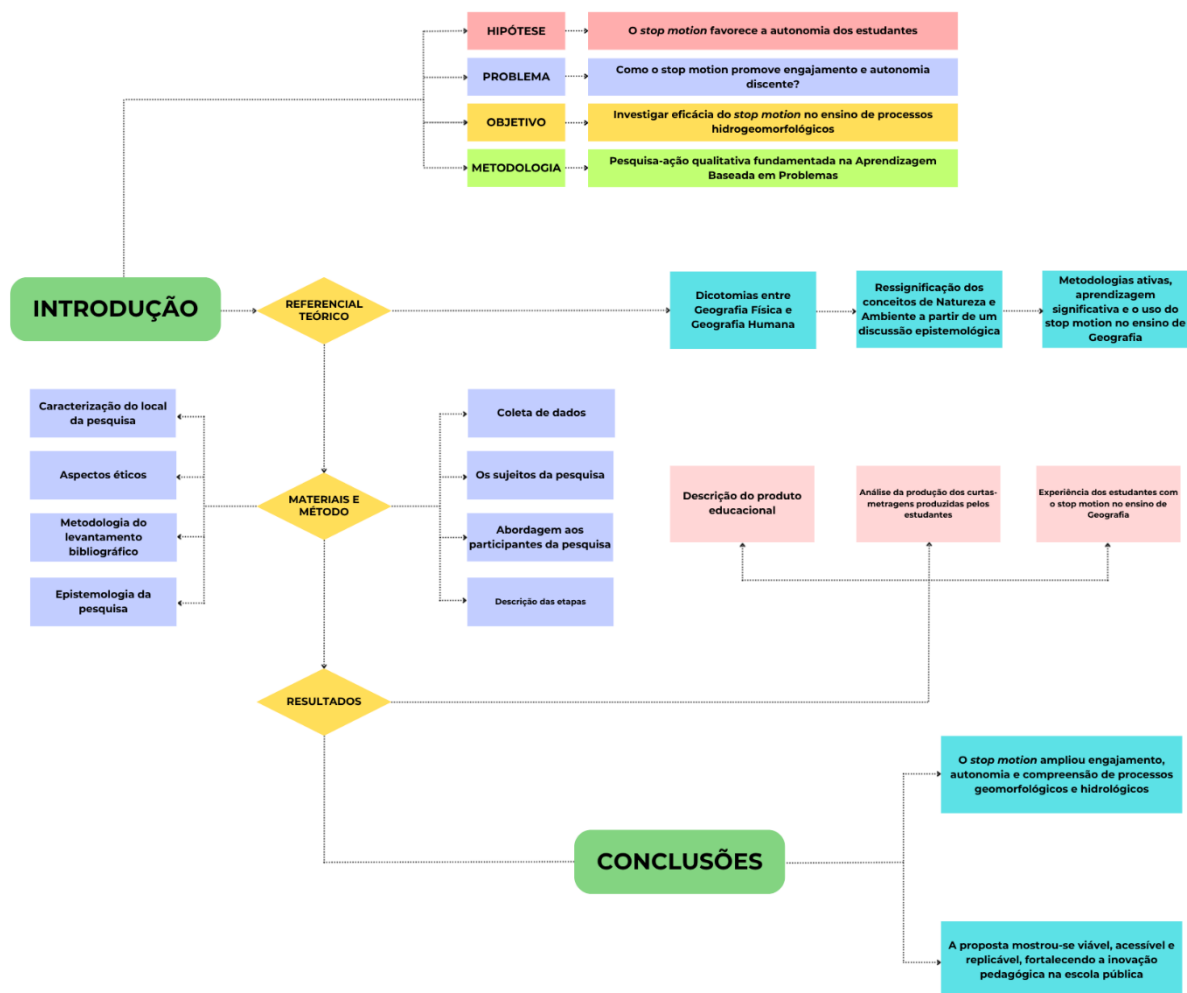 HIPÓTESE
O stop motion favorece a autonomia dos estudantes
PROBLEMA
Como o stop motion promove engajamento e autonomia
discente?
OBJETIVO
Investigar eficácia do stop motion no ensino de processos
hidrogeomorfológicos
METODOLOGIA
Pesquisa-ação qualitativa fundamentada na Aprendizagem
Baseada em Problemas
INTRODUÇÃO
REFERENCIAL
TEÓRICO
Dicotomias entre
Geografia Física e
Geografia Humana
Ressignificação dos
conceitos de Natureza e
Ambiente a partir de um
discussão epistemológica
Metodologias ativas,
aprendizagem
significativa e o uso do
stop motion no ensino de
Geografia
Caracterização do local
da pesquisa
Aspectos éticos
Metodologia do
levantamento
bibliográfico
Epistemologia da
pesquisa
MATERIAIS E
MÉTODO
Coleta de dados
Os sujeitos da pesquisa
Abordagem aos
participantes da pesquisa
Descrição das etapas
Descrição do produto
educacional
Análise da produção dos curtas-
metragens produzidas pelos
estudantes
Experiência dos estudantes com
o stop motion no ensino de
Geografia
RESULTADOS
CONCLUSÕES
O stop motion ampliou engajamento,
autonomia e compreensão de processos
geomorfológicos e hidrológicos
A proposta mostrou-se viável, acessível e
replicável, fortalecendo a inovação
pedagógica na escola pública